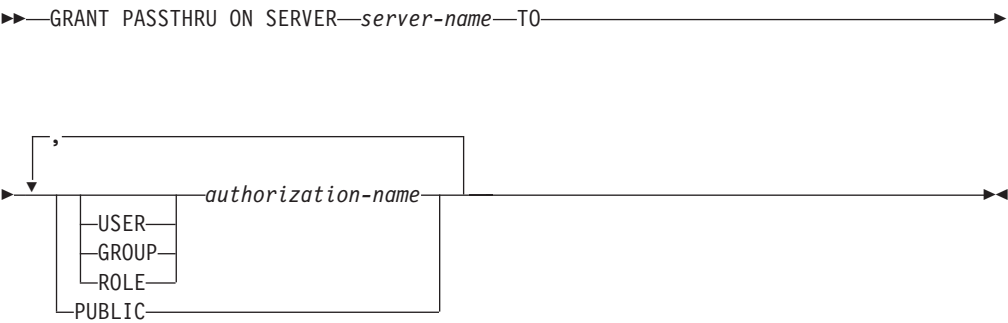 GRANT PASSTHRU ON SERVER server-name TO
,
authorization-name
USER
GROUP
ROLE
PUBLIC